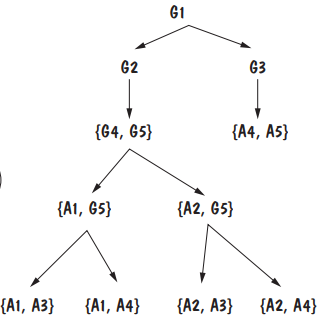 G1
G2 G3
{G4, G5} {A4, A5}
{A1, G5} {A2, G5}
{A1, A3} {A1, A4} {A2, A3} {A2, A4}